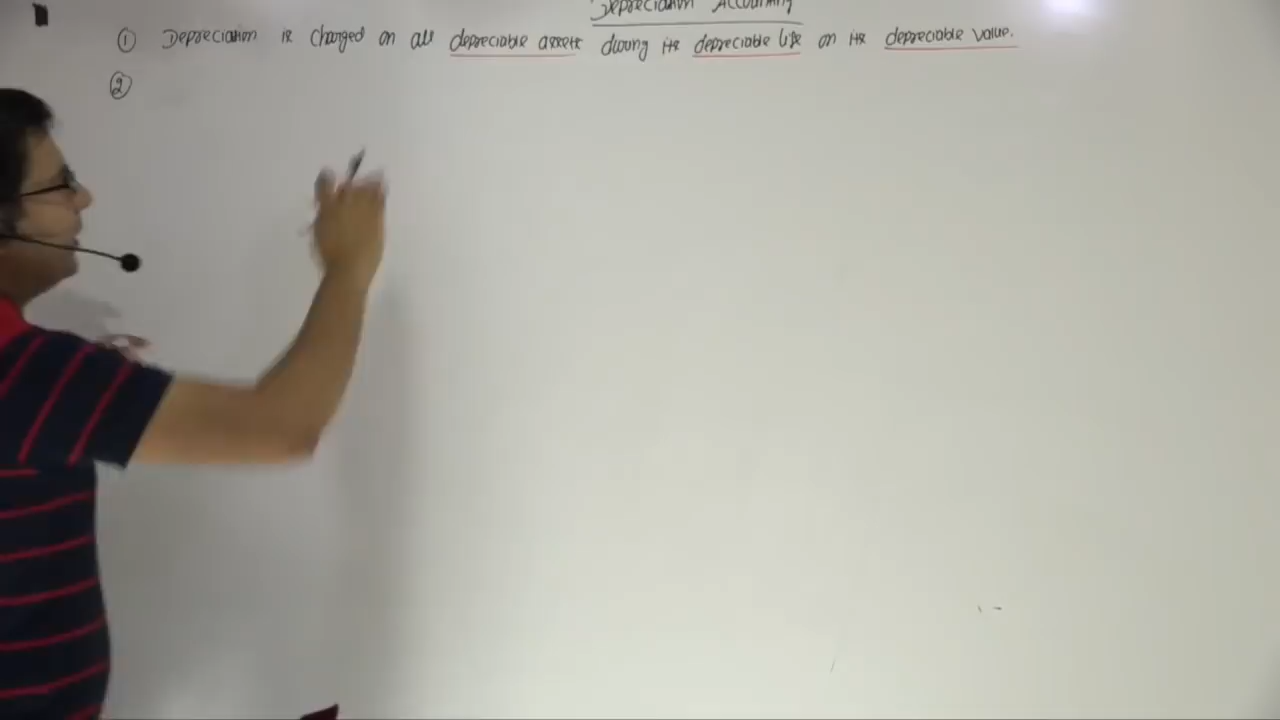 Depreciation Accounting
① Depreciation is charged on all depreciable assets during its depreciable life on its depreciable value.
②